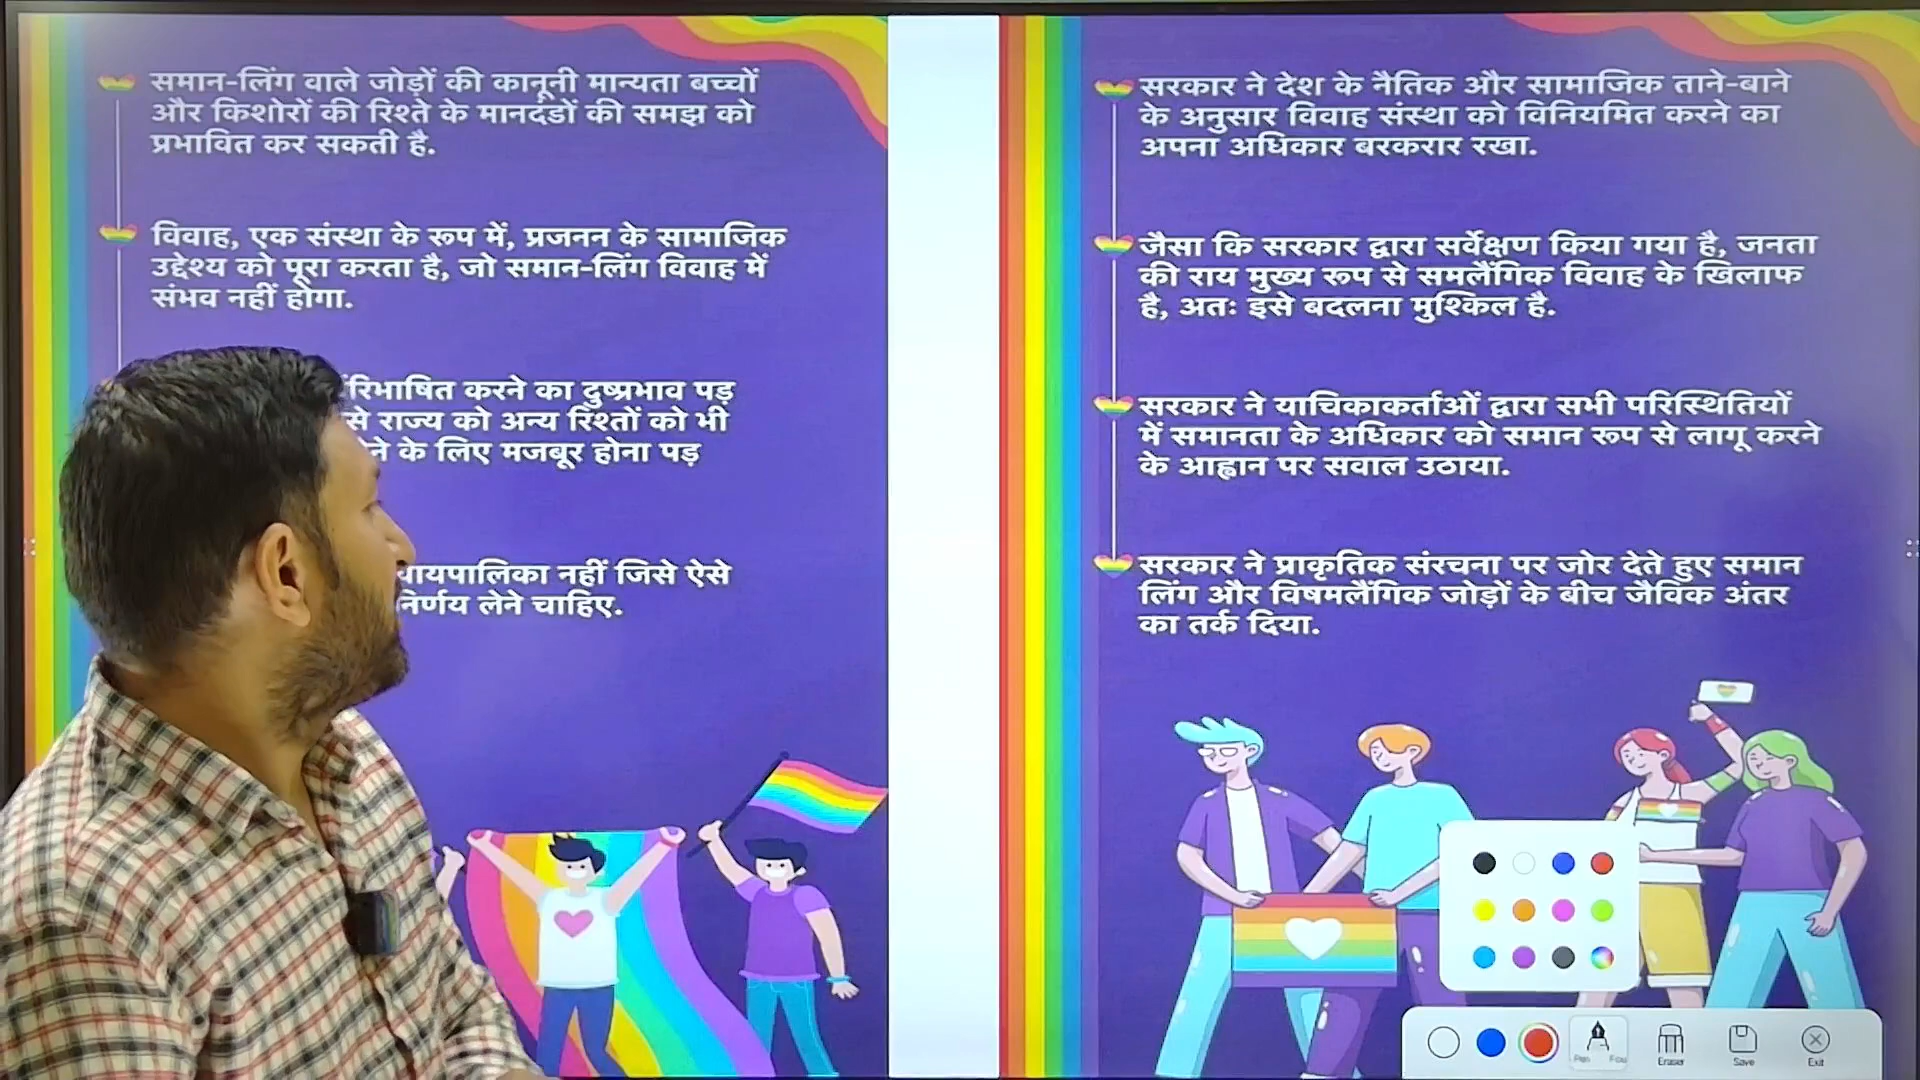 समान-लिंग वाले जोड़ों की कानूनी मान्यता बच्चों
और किशोरों की रिश्ते के मानदंडों की समझ को
प्रभावित कर सकती है.
विवाह, एक संस्था के रूप में, प्रजनन के सामाजिक
उद्देश्य को पूरा करता है, जो समान-लिंग विवाह में
संभव नहीं होगा.
करने का दुष्प्रभाव पड़
से राज्य को अन्य रिश्तों को भी
के लिए मजबूर होना पड़
नहीं जिसे ऐसे
निर्णय लेने चाहिए.
सरकार ने देश के नैतिक और सामाजिक ताने-बाने
के अनुसार विवाह संस्था को विनियमित करने का
अपना अधिकार बरकरार रखा.
जैसा कि सरकार द्वारा सर्वेक्षण किया गया है, जनता
की राय मुख्य रूप से समलैंगिक विवाह के खिलाफ
है, अतः इसे बदलना मुश्किल है.
सरकार ने याचिकाकर्ताओं द्वारा सभी परिस्थितियों
में समानता के अधिकार को समान रूप से लागू करने
के आह्वान पर सवाल उठाया.
सरकार ने प्राकृतिक संरचना पर जोर देते हुए समान
लिंग और विषमलैंगिक जोड़ों के बीच जैविक अंतर
का तर्क दिया.
Pen Eraser Save Exit